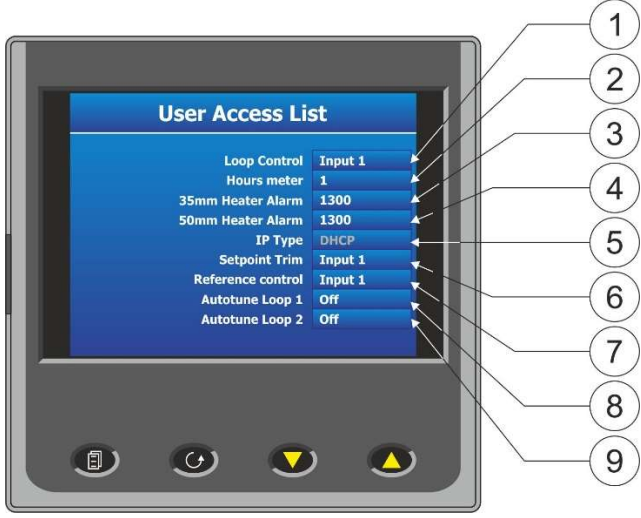 User Access List
Loop Control Input 1
Hours meter 1
35mm Heater Alarm 1300
50mm Heater Alarm 1300
IP Type DHCP
Setpoint Trim Input 1
Reference control Input 1
Autotune Loop 1 Off
Autotune Loop 2 Off
1
2
3
4
5
6
7
8
9